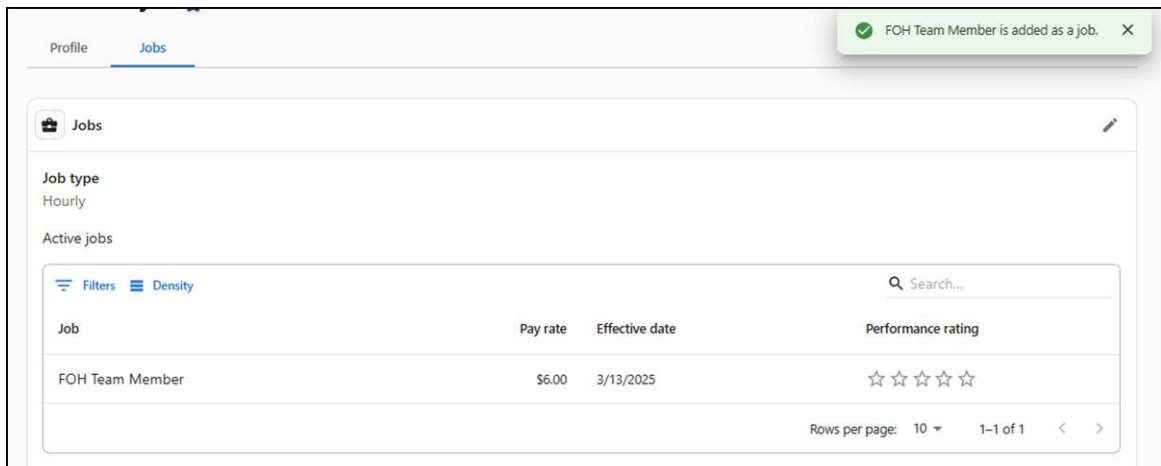 FOH Team Member is added as a job.
Profile Jobs
Jobs
Job type
Hourly
Active jobs
Filters Density Search...
Job Pay rate Effective date Performance rating
FOH Team Member $6.00 3/13/2025
Rows per page: 10 1–1 of 1